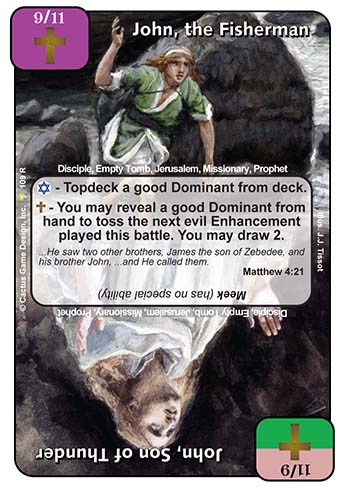 9/11
John, the Fisherman
Disciple, Empty Tomb, Jerusalem, Missionary, Prophet
- Topdeck a good Dominant from deck.
- You may reveal a good Dominant from
hand to toss the next evil Enhancement
played this battle. You may draw 2.
...He saw two other brothers, James the son of Zebedee, and
his brother John, ...and He called them.
Matthew 4:21
© Cactus Game Design, Inc.
109 R
J.J. Tissot
Meek (has no special ability)
Disciple, Empty Tomb, Jerusalem, Missionary, Prophet
John, Son of Thunder
11/9